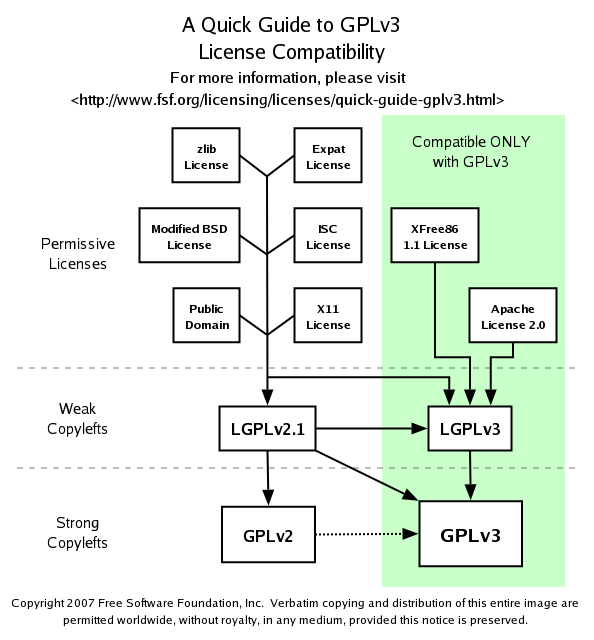 A Quick Guide to GPLv3
License Compatibility
For more information, please visit
<http://www.fsf.org/licensing/licenses/quick-guide-gplv3.html>
Compatible ONLY
with GPLv3
zlib
License
Expat
License
Permissive
Licenses
Modified BSD
License
ISC
License
XFree86
1.1 License
Public
Domain
X11
License
Apache
License 2.0
Weak
Copylefts
LGPLv2.1
LGPLv3
Strong
Copylefts
GPLv2
GPLv3
Copyright 2007 Free Software Foundation, Inc.  Verbatim copying and distribution of this entire image are
permitted worldwide, without royalty, in any medium, provided this notice is preserved.